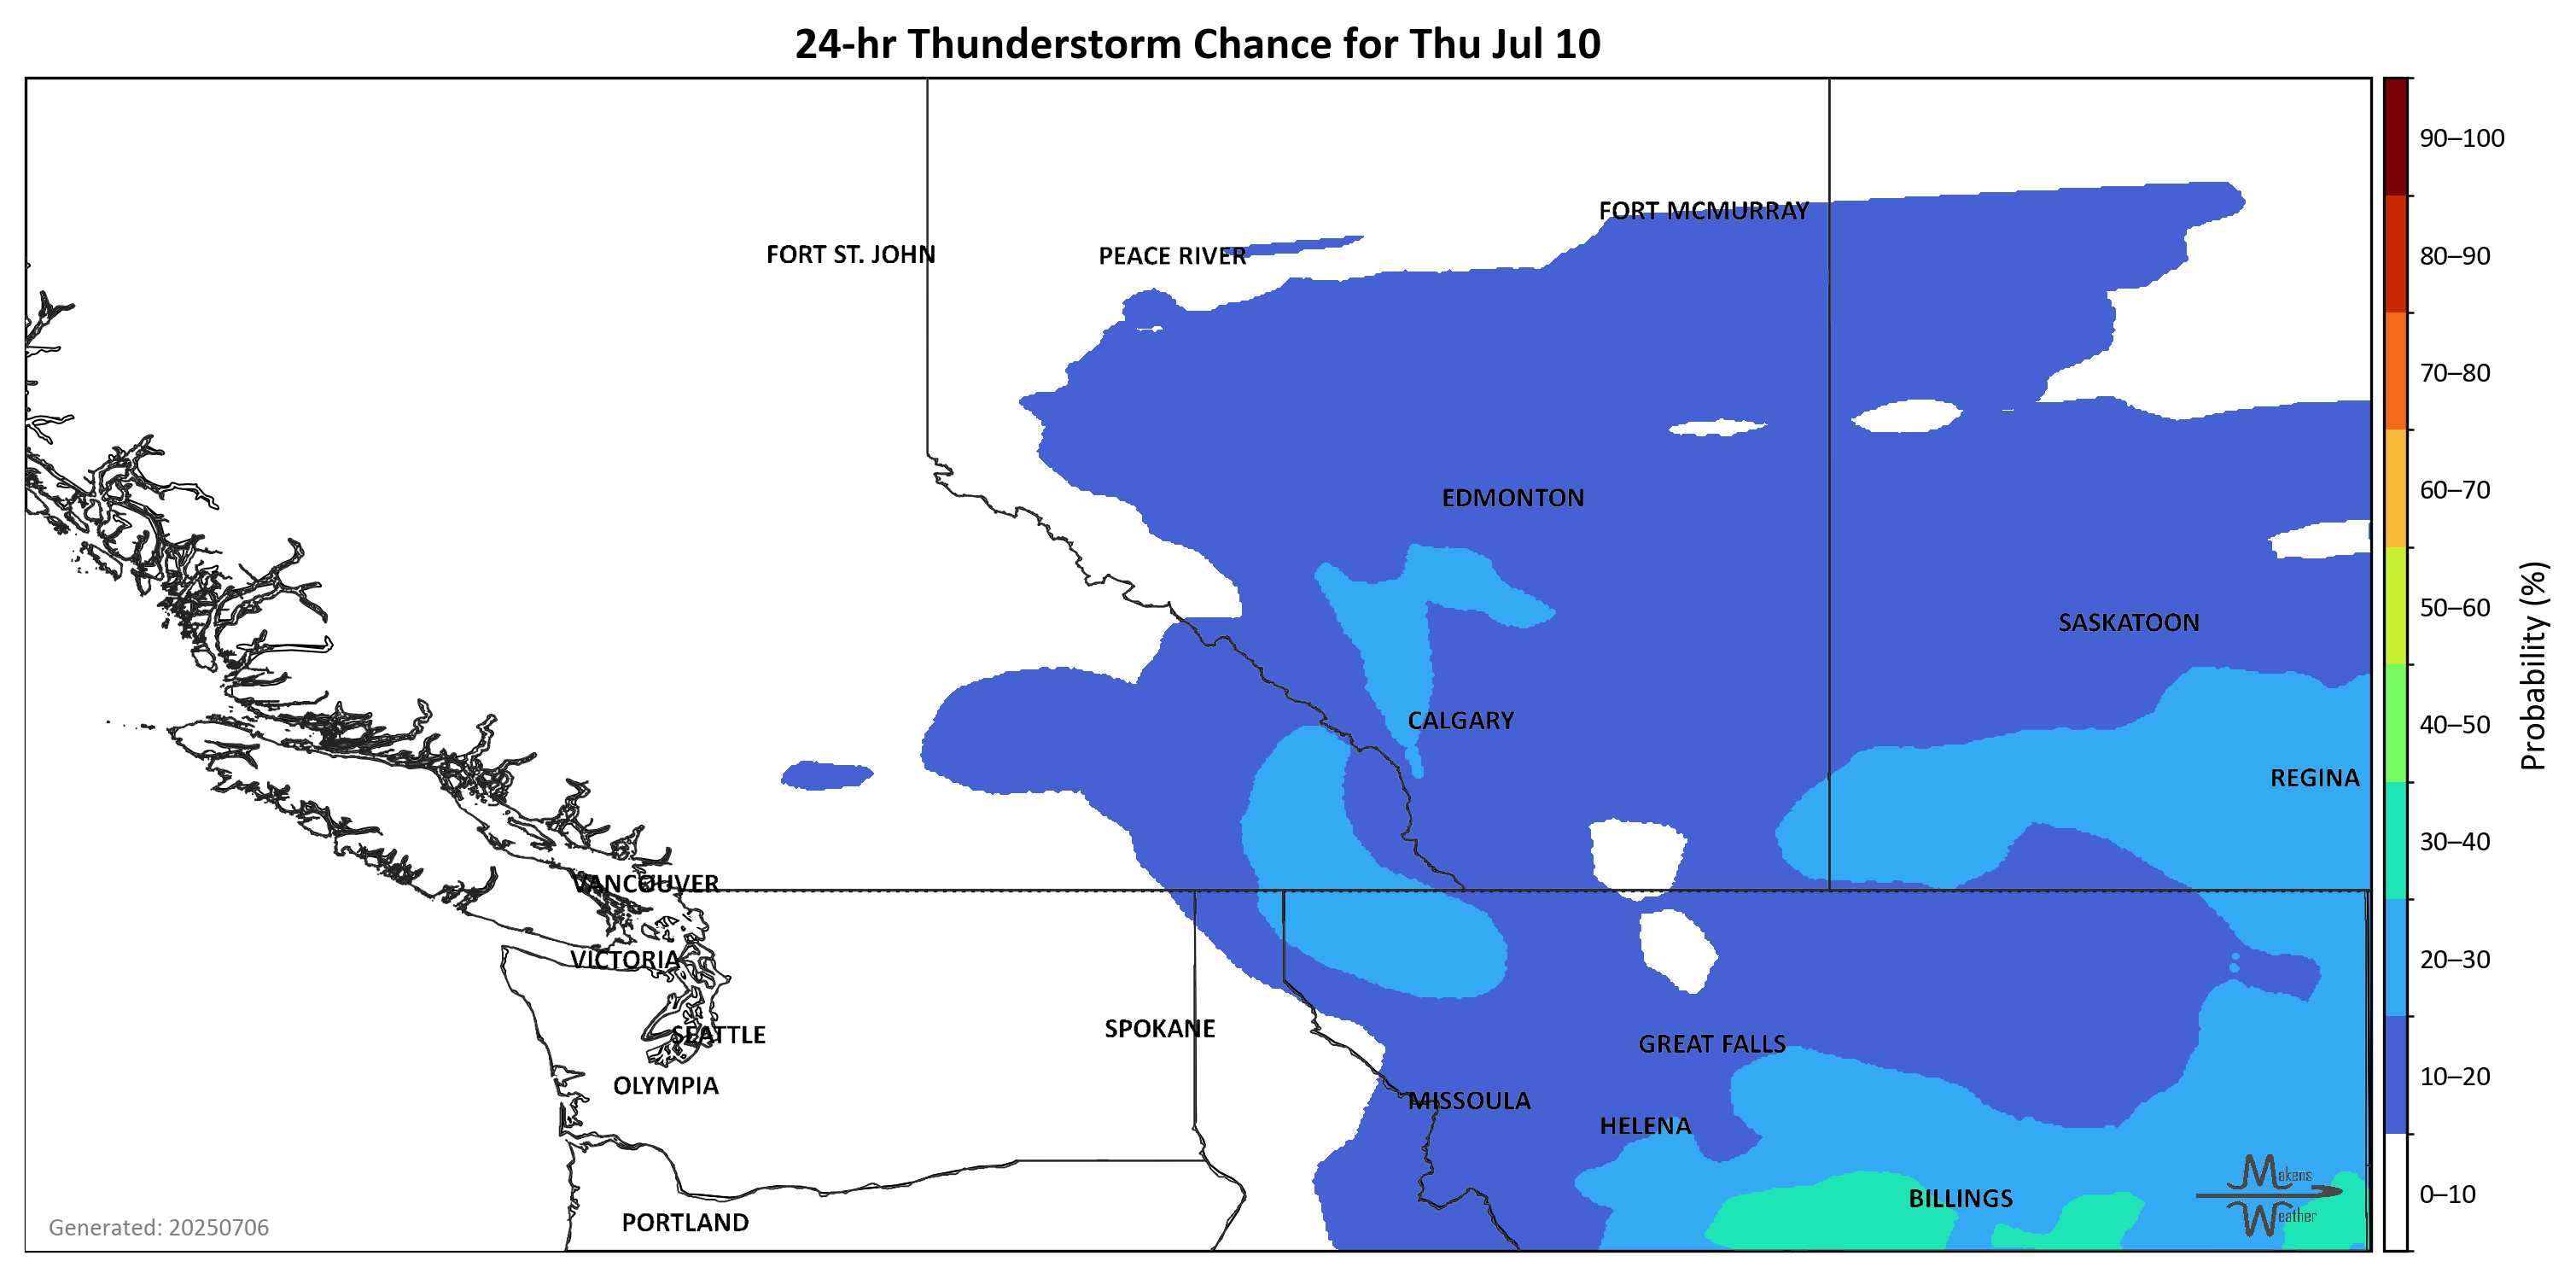 24-hr Thunderstorm Chance for Thu Jul 10
90–100
FORT MCMURRAY
FORT ST. JOHN
PEACE RIVER
80–90
70–80
EDMONTON
60–70
SASKATOON
50–60
CALGARY
40–50
Probability (%)
REGINA
30–40
VANCOUVER
VICTORIA
20–30
SEATTLE
SPOKANE
GREAT FALLS
OLYMPIA
MISSOULA
10–20
HELENA
Makens
Weather
BILLINGS
0–10
PORTLAND
Generated: 20250706